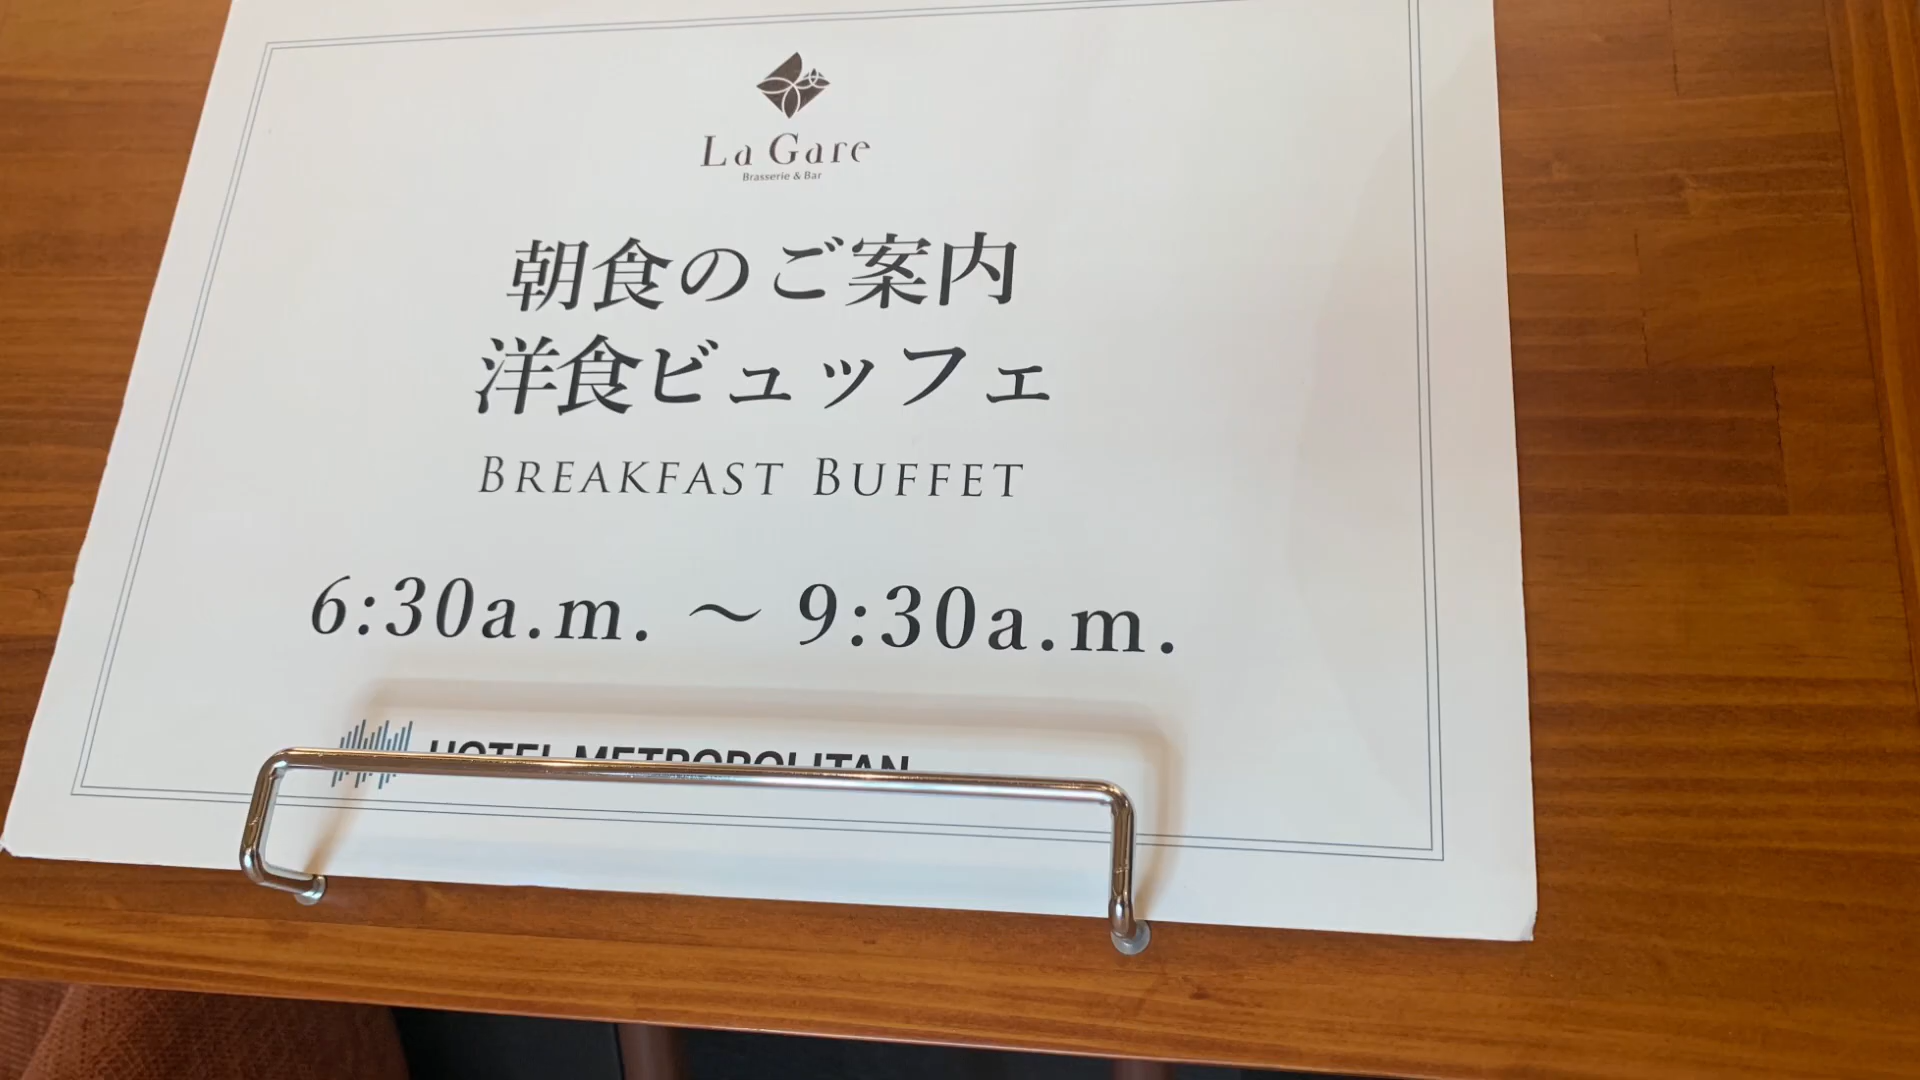 La Gare
Brasserie & Bar
朝食のご案内
洋食ビュッフェ
BREAKFAST BUFFET
6:30a.m. ～ 9:30a.m.
HOTEL METROPOLITAN